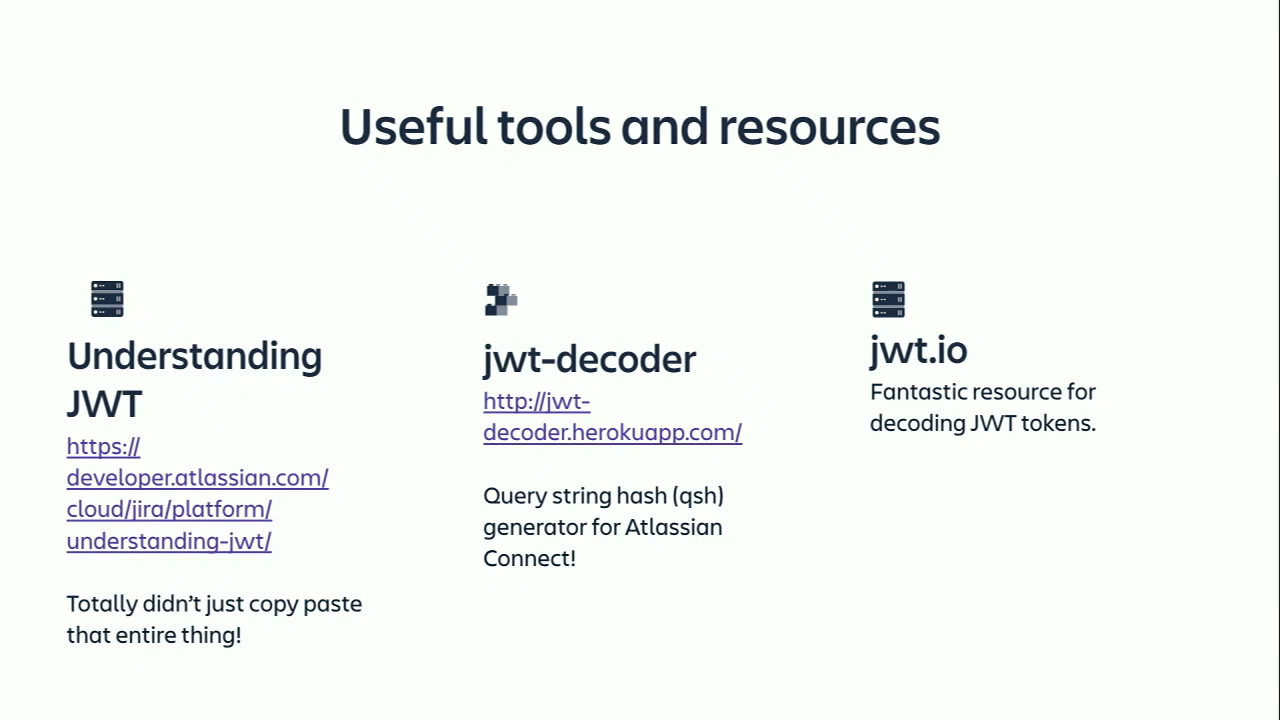 Useful tools and resources
Understanding
JWT
https://
developer.atlassian.com/
cloud/jira/platform/
understanding-jwt/
Totally didn’t just copy paste
that entire thing!
jwt-decoder
http://jwt-
decoder.herokuapp.com/
Query string hash (qsh)
generator for Atlassian
Connect!
jwt.io
Fantastic resource for
decoding JWT tokens.